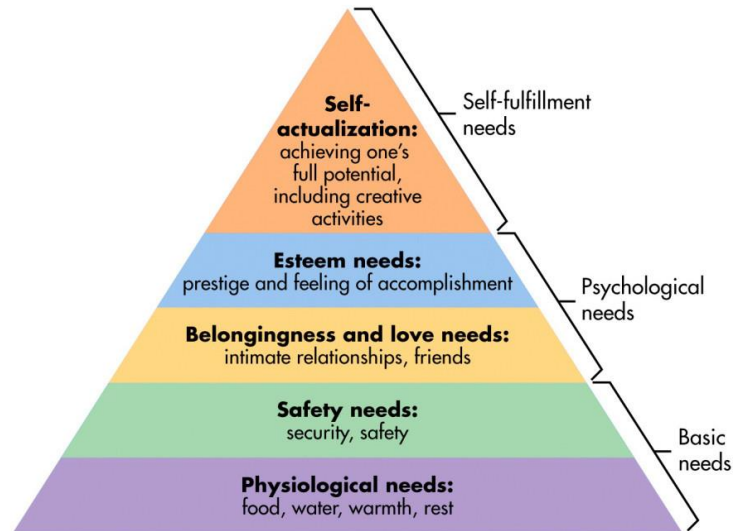 Self-
actualization:
achieving one's
full potential,
including creative
activities
Self-fulfillment
needs
Esteem needs:
prestige and feeling of accomplishment
Psychological
needs
Belongingness and love needs:
intimate relationships, friends
Safety needs:
security, safety
Basic
needs
Physiological needs:
food, water, warmth, rest